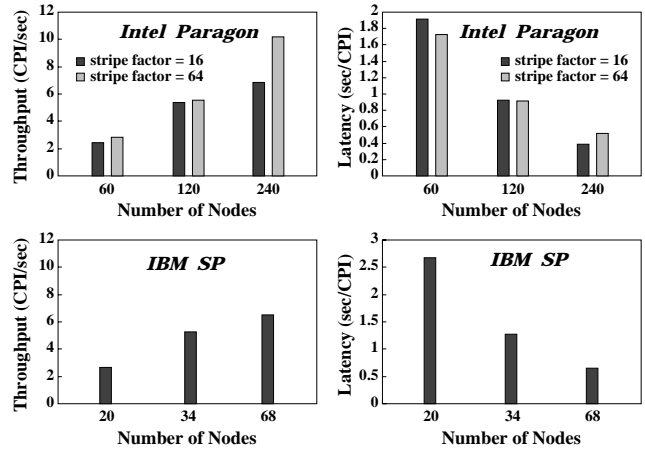 Intel Paragon
Throughput (CPI/sec)
12
10
8
6
4
2
0
stripe factor = 16
stripe factor = 64
60 120 240
Number of Nodes
Intel Paragon
Latency (sec/CPI)
2
1.8
1.6
1.4
1.2
1
0.8
0.6
0.4
0.2
0
stripe factor = 16
stripe factor = 64
60 120 240
Number of Nodes
IBM SP
Throughput (CPI/sec)
12
10
8
6
4
2
0
20 34 68
Number of Nodes
IBM SP
Latency (sec/CPI)
3
2.5
2
1.5
1
0.5
0
20 34 68
Number of Nodes